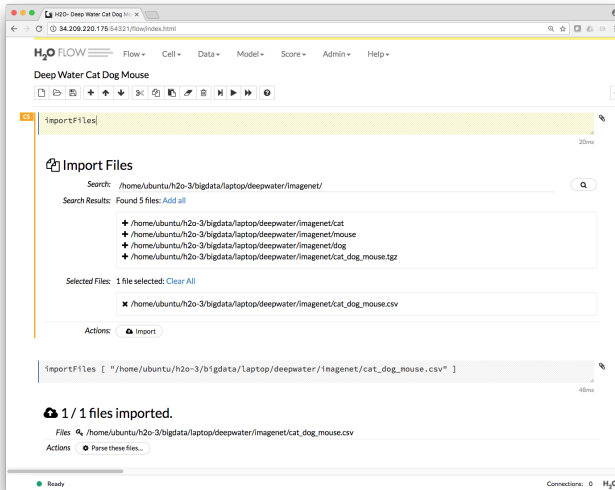 H2O- Deep Water Cat Dog Mo
34.209.220.175:54321/flow/index.html
H2O FLOW Flow Cell Data Model Score Admin Help
Deep Water Cat Dog Mouse
CS
importFiles
20ms
Import Files
Search: /home/ubuntu/h2o-3/bigdata/laptop/deepwater/imagenet/
Search Results: Found 5 files: Add all
/home/ubuntu/h2o-3/bigdata/laptop/deepwater/imagenet/cat
/home/ubuntu/h2o-3/bigdata/laptop/deepwater/imagenet/mouse
/home/ubuntu/h2o-3/bigdata/laptop/deepwater/imagenet/dog
/home/ubuntu/h2o-3/bigdata/laptop/deepwater/imagenet/cat_dog_mouse.tgz
Selected Files: 1 file selected: Clear All
/home/ubuntu/h2o-3/bigdata/laptop/deepwater/imagenet/cat_dog_mouse.csv
Actions: Import
importFiles [ "/home/ubuntu/h2o-3/bigdata/laptop/deepwater/imagenet/cat_dog_mouse.csv" ]
48ms
1 / 1 files imported.
Files /home/ubuntu/h2o-3/bigdata/laptop/deepwater/imagenet/cat_dog_mouse.csv
Actions Parse these files...
Ready Connections: 0 H2O